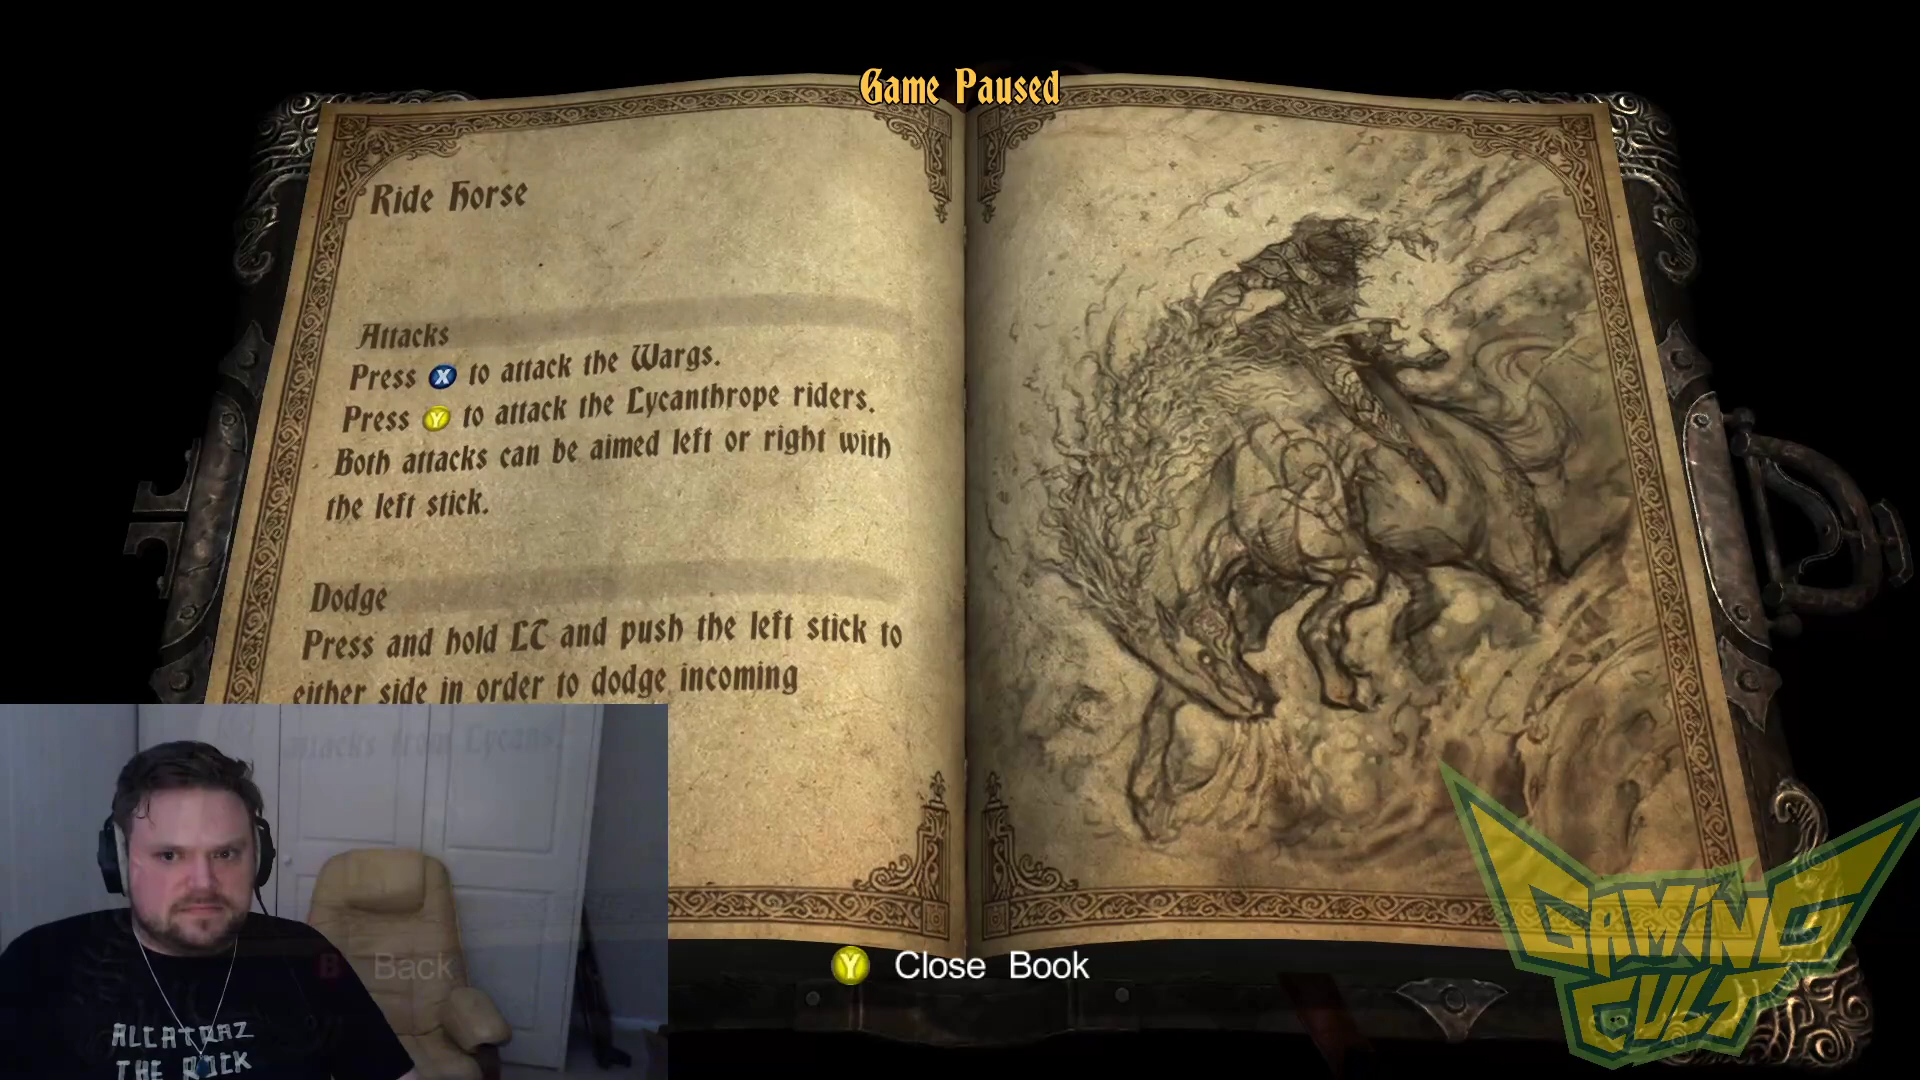 Game Paused
Ride Horse
Attacks
Press X to attack the Wargs.
Press Y to attack the Lycanthrope riders.
Both attacks can be aimed left or right with
the left stick.
Dodge
Press and hold LT and push the left stick to
either side in order to dodge incoming
attacks from Lycans.
B Back
Y Close Book
ALCATRAZ
THE ROCK
GAMING
CULT